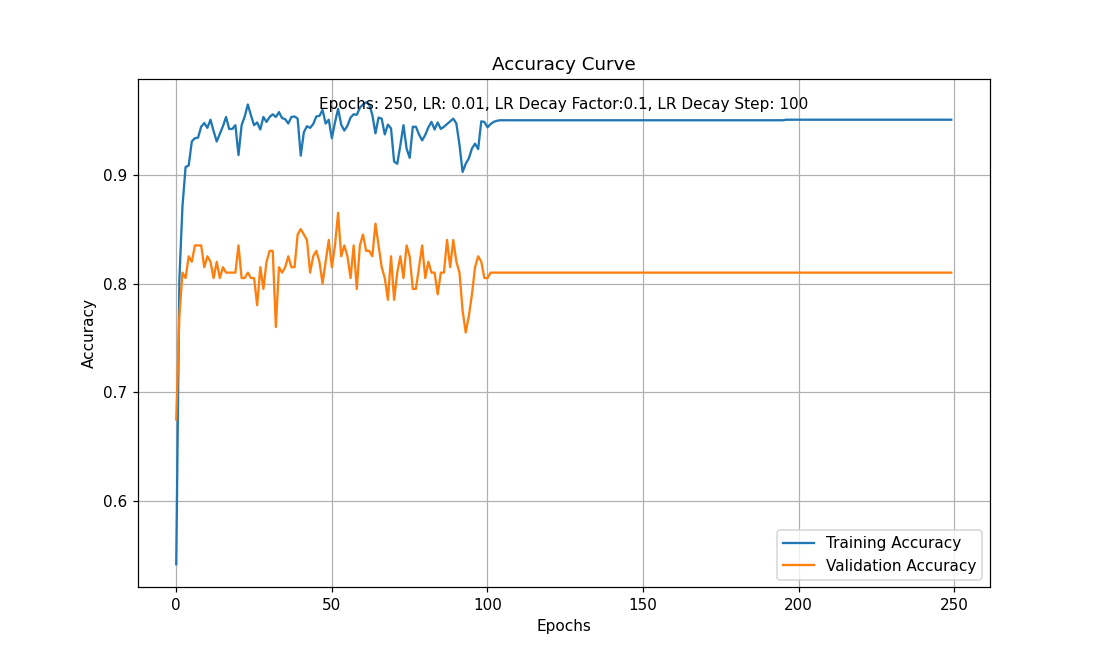 Accuracy Curve
Epochs: 250, LR: 0.01, LR Decay Factor:0.1, LR Decay Step: 100
0.9
0.8
0.7
0.6
Accuracy
Training Accuracy
Validation Accuracy
0 50 100 150 200 250
Epochs